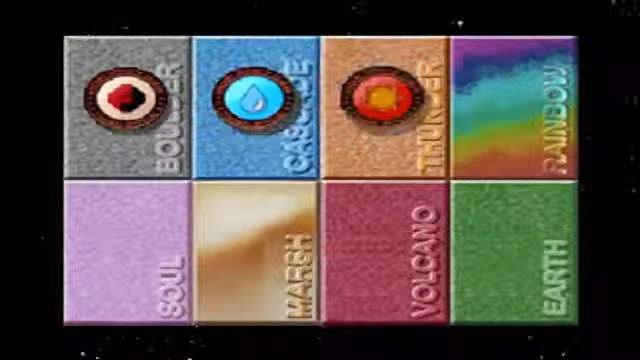 BOULDER
CASCADE
THUNDER
RAINBOW
SOUL
MARSH
VOLCANO
EARTH